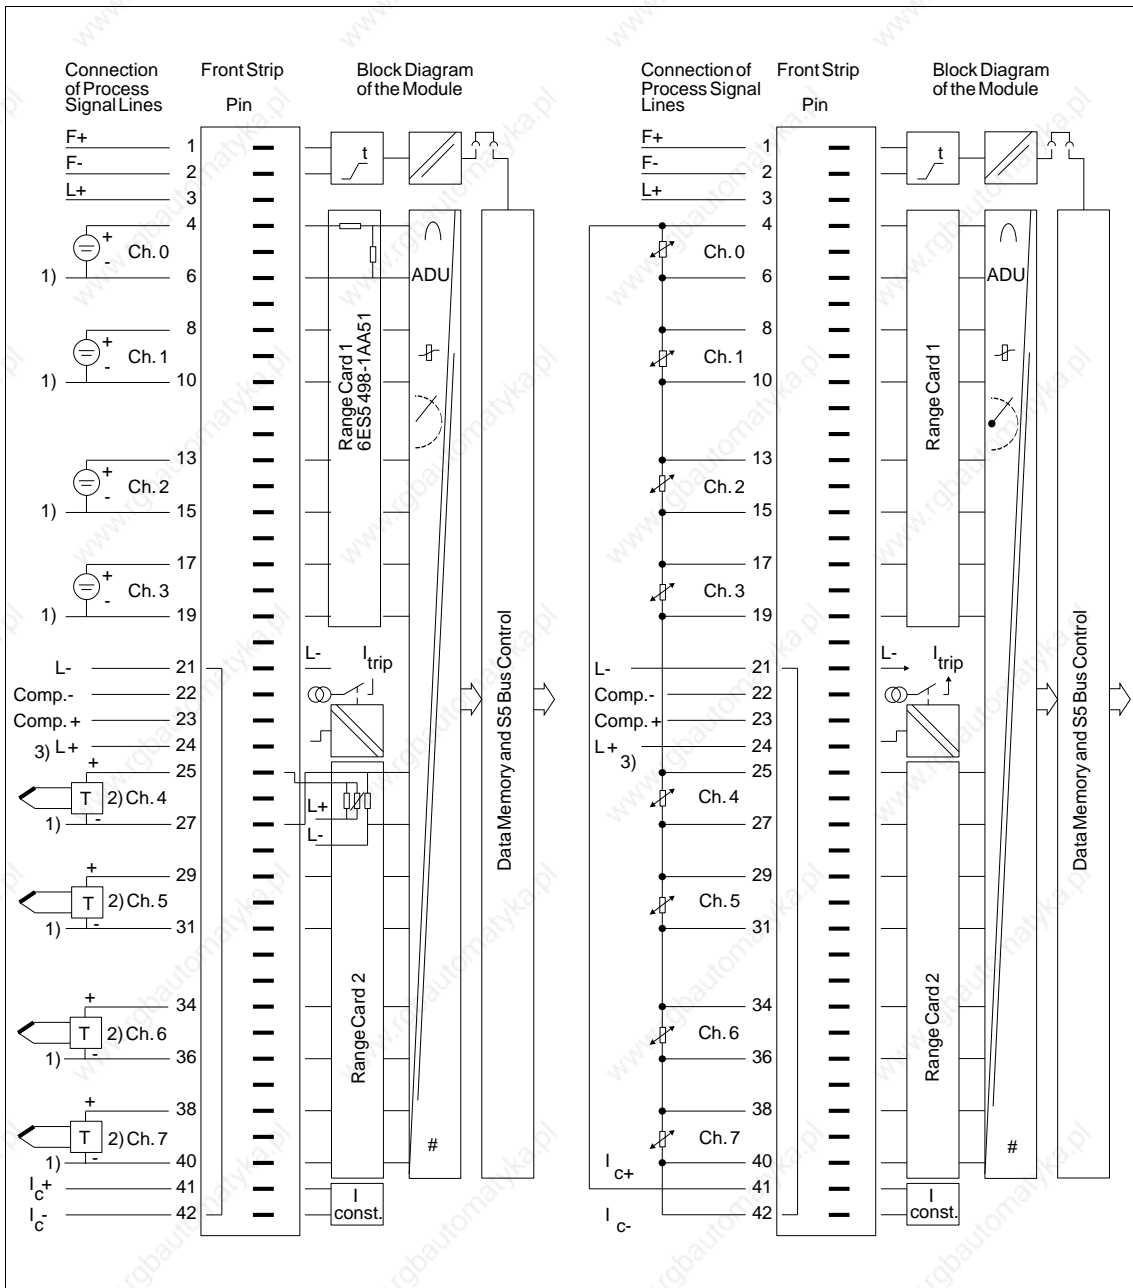 Connection
of Process
Signal Lines
Front Strip
Pin
Block Diagram
of the Module
F+ 1
F- 2
L+ 3
t
4
+
Ch. 0
-
1) 6
ADU
8
+
Ch. 1
-
1) 10
Range Card 1
6ES5 498-1AA51
13
+
Ch. 2
-
1) 15
17
+
Ch. 3
-
1) 19
L- 21
Comp.- 22
Comp.+ 23
3) L+ 24
L-
I trip
+ 25
T 2) Ch. 4
1) - 27
L+
L-
+ 29
T 2) Ch. 5
1) - 31
+ 34
T 2) Ch. 6
1) - 36
+ 38
T 2) Ch. 7
1) - 40
Range Card 2
#
IC+ 41
IC- 42
I
const.
Data Memory and S5 Bus Control
Connection of
Process Signal
Lines
Front Strip
Pin
Block Diagram
of the Module
F+ 1
F- 2
L+ 3
t
4
Ch. 0
6
ADU
8
Ch. 1
10
Range Card 1
13
Ch. 2
15
17
Ch. 3
19
L- 21
Comp.- 22
Comp.+ 23
L+ 24
3)
L-
I trip
25
Ch. 4
27
29
Ch. 5
31
34
Ch. 6
36
38
Ch. 7
40
Range Card 2
#
I C+ 41
I C- 42
I
const.
Data Memory and S5 Bus Control
www.rgbautomatyka.pl